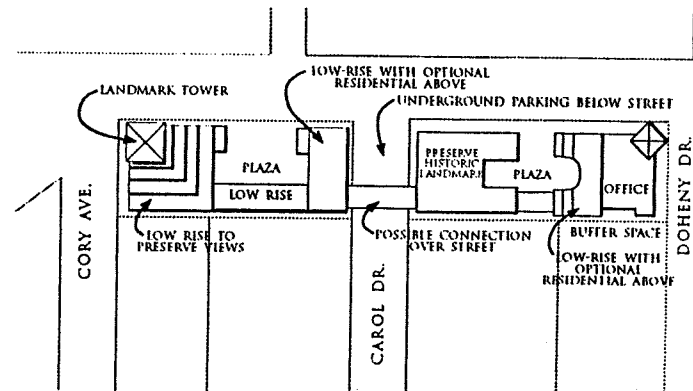 LOW-RISE WITH OPTIONAL
RESIDENTIAL ABOVE
LANDMARK TOWER
UNDERGROUND PARKING BELOW STREET
PRESERVE
HISTORIC
LANDMARK
PLAZA
PLAZA
LOW RISE
OFFICE
CORY AVE.
DOHENY DR.
LOW RISE TO
PRESERVE VIEWS
POSSIBLE CONNECTION
OVER STREET
BUFFER SPACE
LOW-RISE WITH
OPTIONAL
RESIDENTIAL ABOVE
CAROL DR.